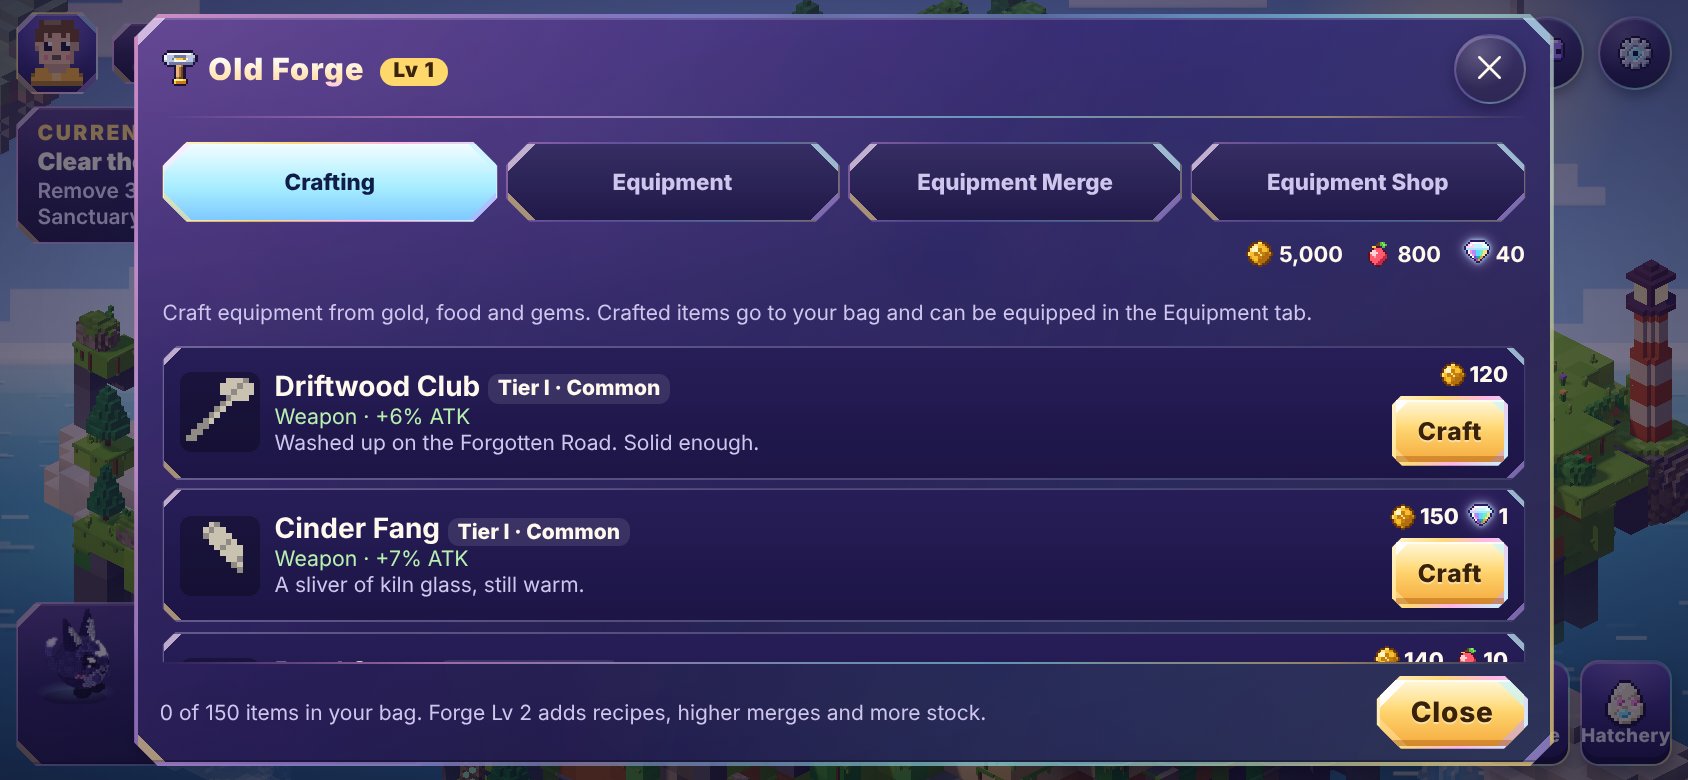 Old Forge Lv 1
CURREN
Clear th
Remove 3
Sanctuary
Crafting
Equipment
Equipment Merge
Equipment Shop
5,000 800 40
Craft equipment from gold, food and gems. Crafted items go to your bag and can be equipped in the Equipment tab.
Driftwood Club Tier I · Common
Weapon · +6% ATK
Washed up on the Forgotten Road. Solid enough.
120
Craft
Cinder Fang Tier I · Common
Weapon · +7% ATK
A sliver of kiln glass, still warm.
150 1
Craft
140 10
0 of 150 items in your bag. Forge Lv 2 adds recipes, higher merges and more stock.
Close
e
Hatchery